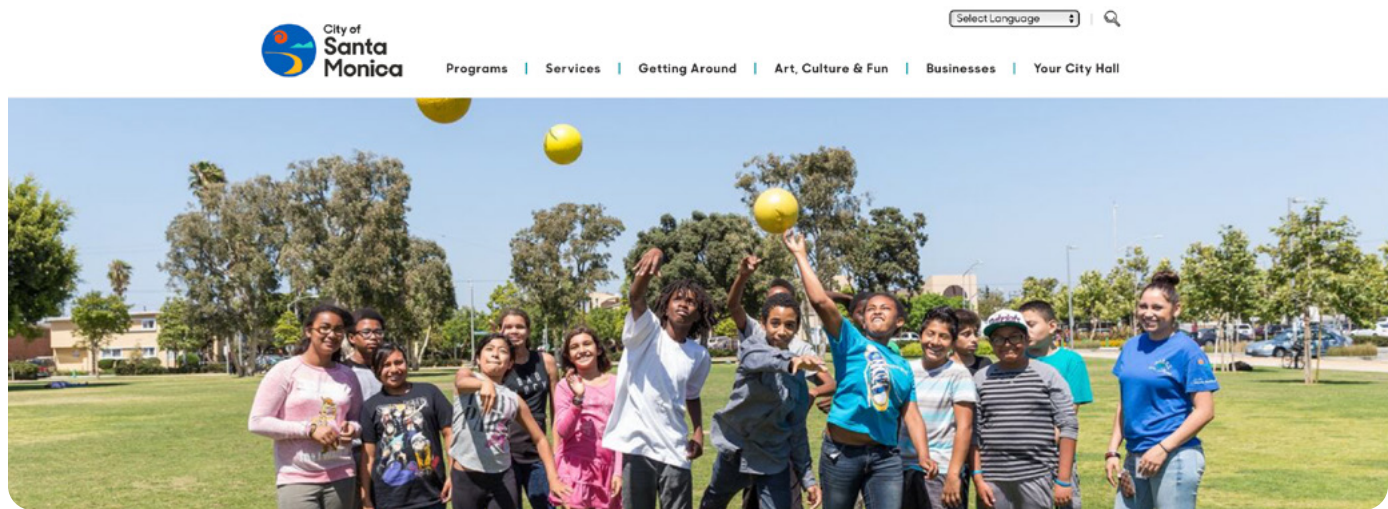 City of
Santa
Monica
Select Language
Programs | Services | Getting Around | Art, Culture & Fun | Businesses | Your City Hall